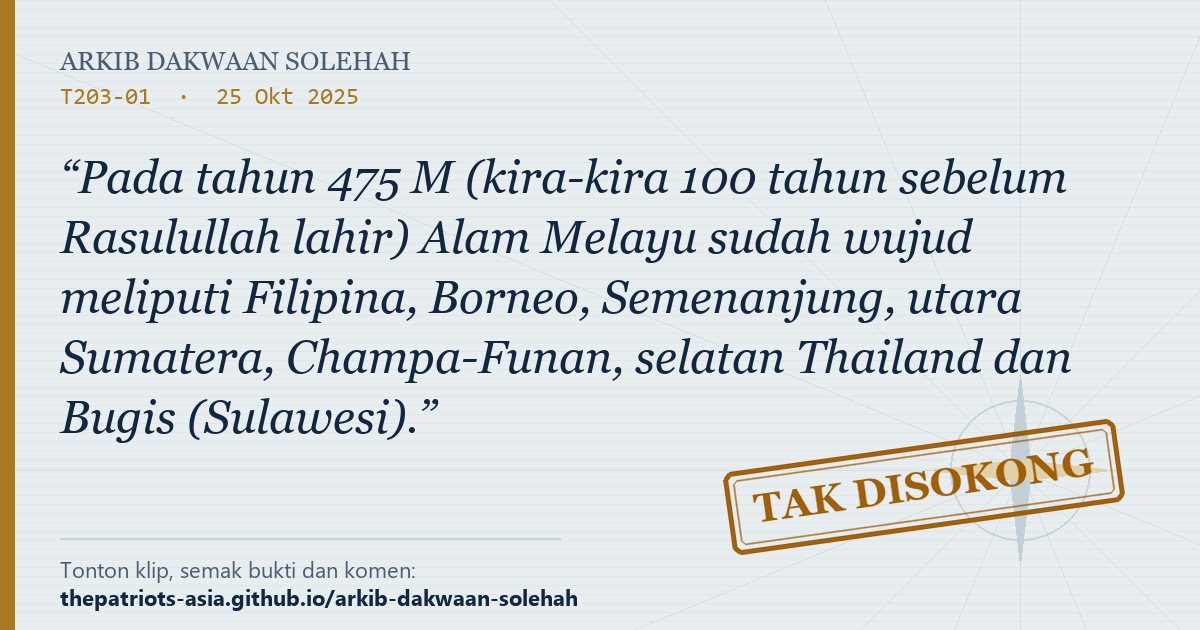 ARKIB DAKWAAN SOLEHAH
T203-01 · 25 Okt 2025
“Pada tahun 475 M (kira-kira 100 tahun sebelum
Rasulullah lahir) Alam Melayu sudah wujud
meliputi Filipina, Borneo, Semenanjung, utara
Sumatera, Champa-Funan, selatan Thailand dan
Bugis (Sulawesi).”
TAK DISOKONG
Tonton klip, semak bukti dan komen:
thepatriots-asia.github.io/arkib-dakwaan-solehah